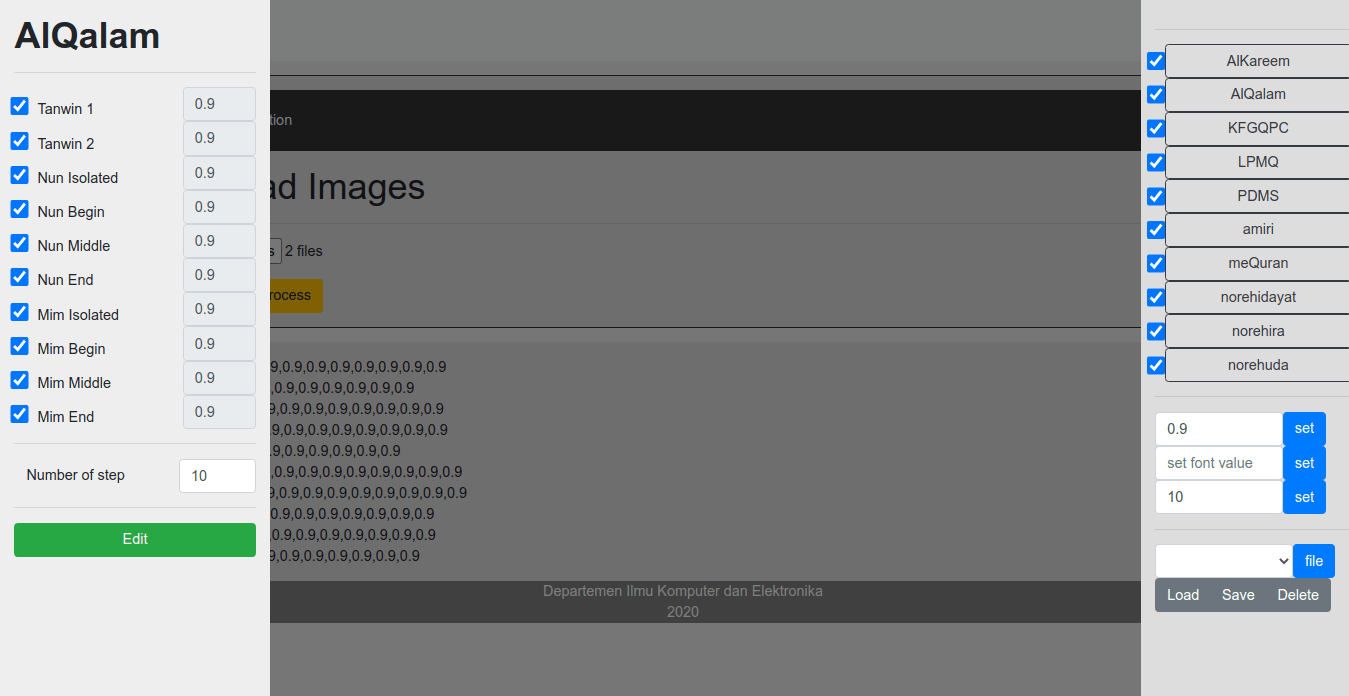 AlQalam
Tanwin 1 0.9
Tanwin 2 0.9
Nun Isolated 0.9
Nun Begin 0.9
Nun Middle 0.9
Nun End 0.9
Mim Isolated 0.9
Mim Begin 0.9
Mim Middle 0.9
Mim End 0.9
Number of step 10
Edit
tion
ad Images
s 2 files
rocess
9,0.9,0.9,0.9,0.9,0.9,0.9,0.9
,0.9,0.9,0.9,0.9,0.9,0.9
9,0.9,0.9,0.9,0.9,0.9,0.9,0.9
.9,0.9,0.9,0.9,0.9,0.9,0.9,0.9
.9,0.9,0.9,0.9,0.9,0.9
,0.9,0.9,0.9,0.9,0.9,0.9,0.9,0.9
9,0.9,0.9,0.9,0.9,0.9,0.9,0.9,0.9
.0.9,0.9,0.9,0.9,0.9,0.9,0.9
,0.9,0.9,0.9,0.9,0.9,0.9,0.9
9,0.9,0.9,0.9,0.9,0.9,0.9
Departemen Ilmu Komputer dan Elektronika
2020
AlKareem
AlQalam
KFGQPC
LPMQ
PDMS
amiri
meQuran
norehidayat
norehira
norehuda
0.9 set
set font value set
10 set
file
Load Save Delete